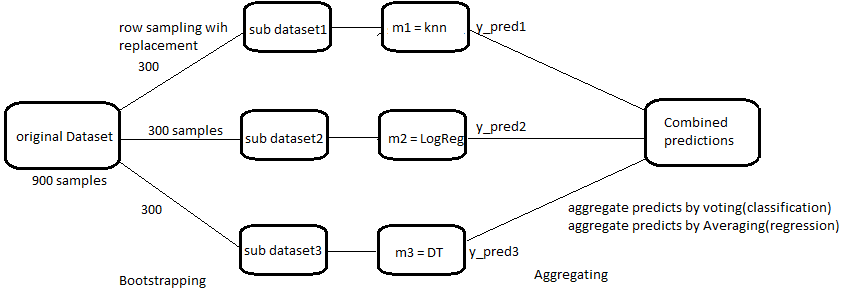 row sampling wih
replacement
300
sub dataset1
m1 = knn
y_pred1
original Dataset
900 samples
300 samples
sub dataset2
m2 = LogReg
y_pred2
Combined
predictions
300
sub dataset3
m3 = DT
y_pred3
aggregate predicts by voting(classification)
aggregate predicts by Averaging(regression)
Bootstrapping
Aggregating